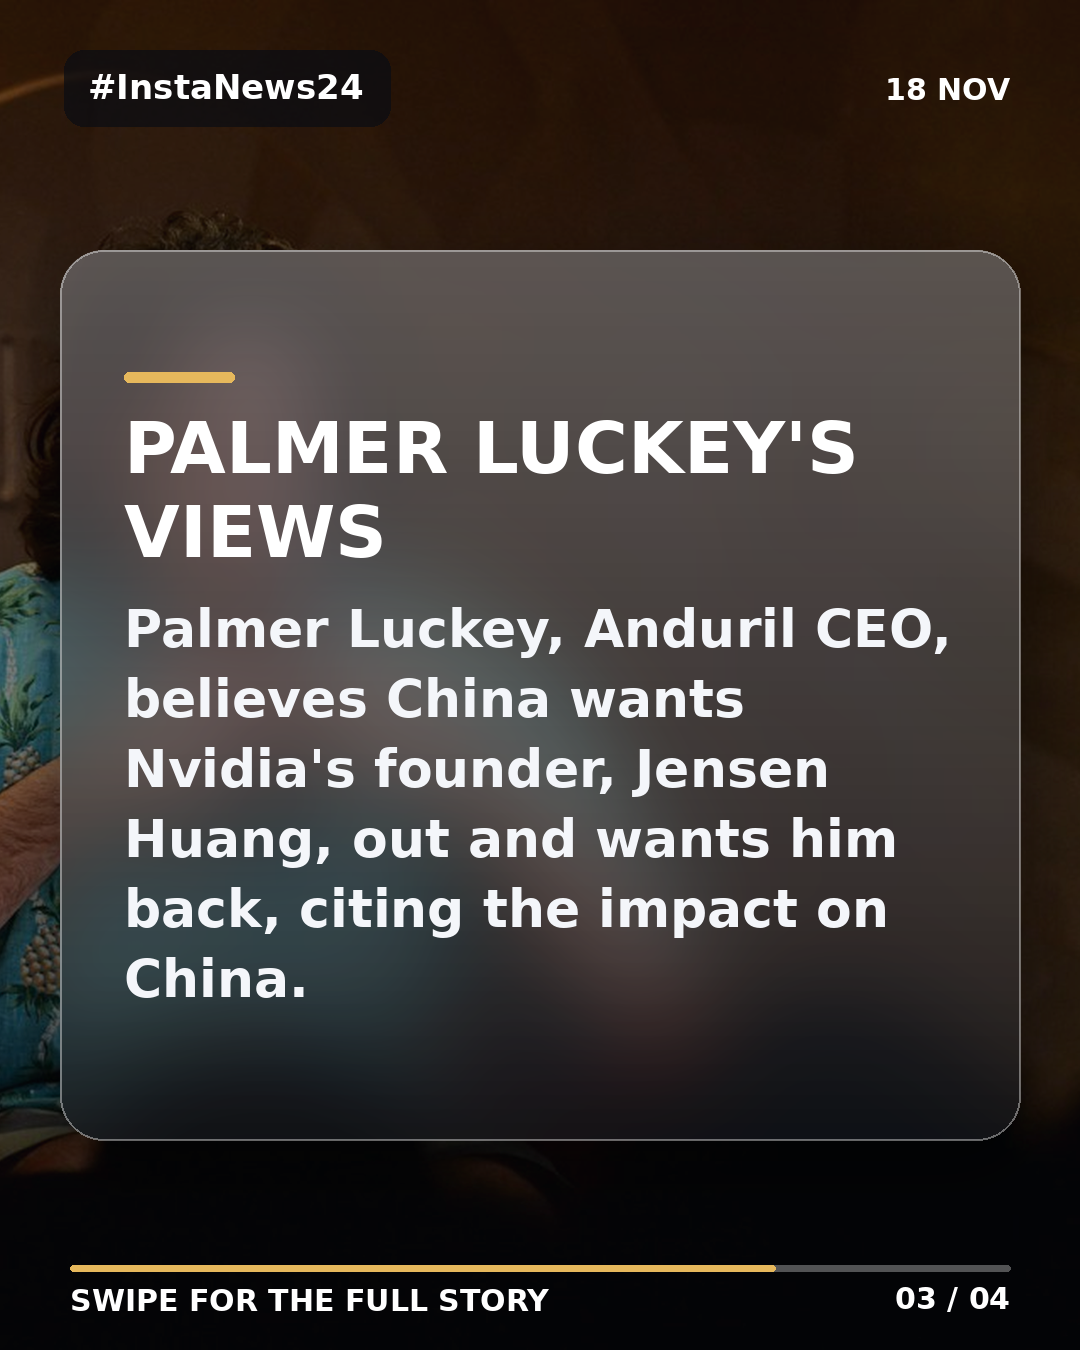 #InstaNews24
18 NOV
PALMER LUCKEY'S
VIEWS
Palmer Luckey, Anduril CEO,
believes China wants
Nvidia's founder, Jensen
Huang, out and wants him
back, citing the impact on
China.
SWIPE FOR THE FULL STORY
03 / 04